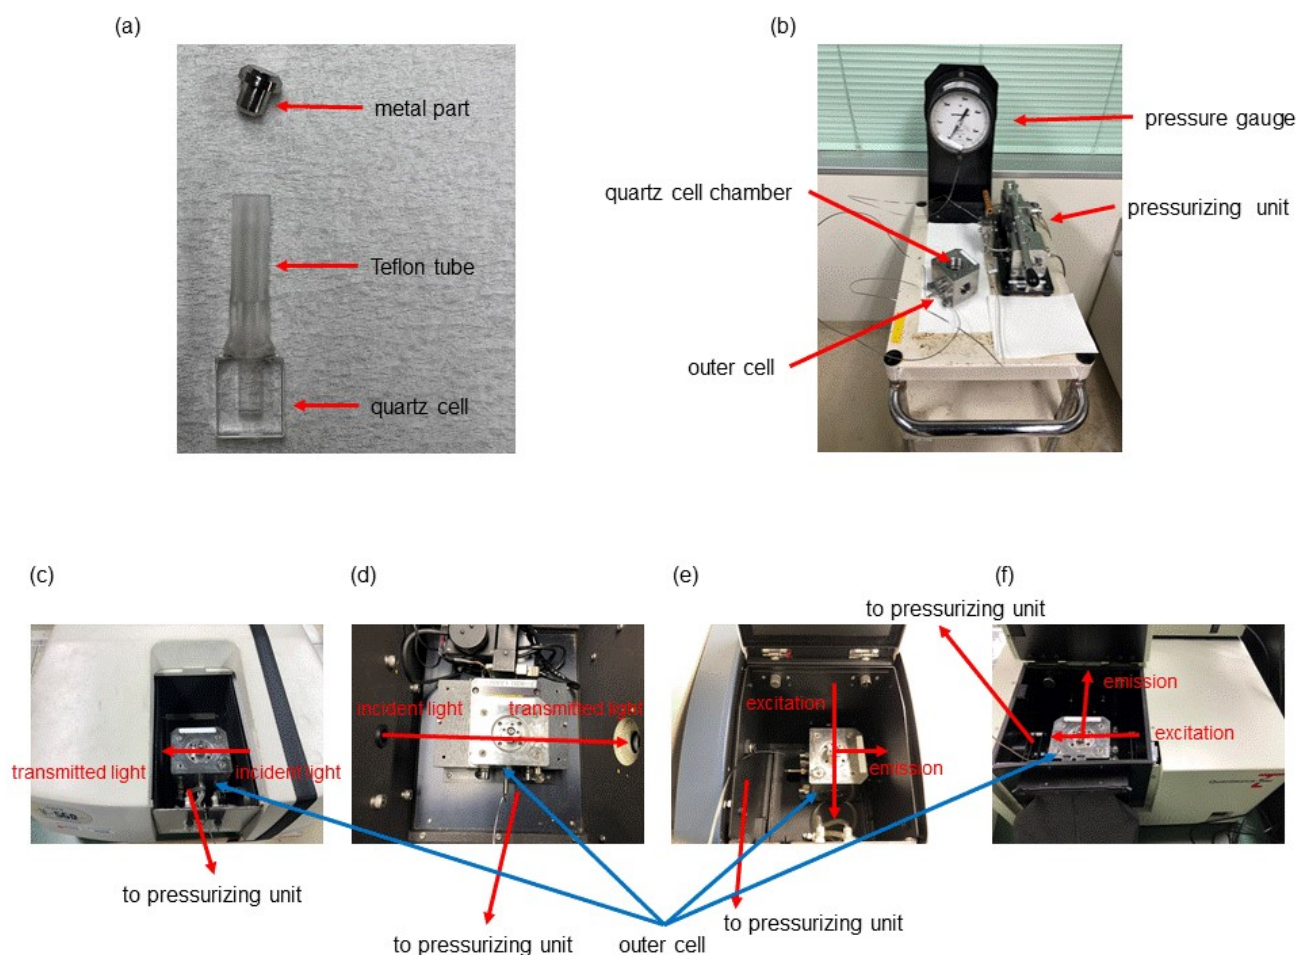 (a)
metal part
Teflon tube
quartz cell
(b)
pressure gauge
quartz cell chamber
pressurizing unit
outer cell
(c)
(d)
(e)
(f)
to pressurizing unit
transmitted light
incident light
incident light
transmitted light
excitation
emission
emission
excitation
to pressurizing unit
to pressurizing unit
outer cell
to pressurizing unit